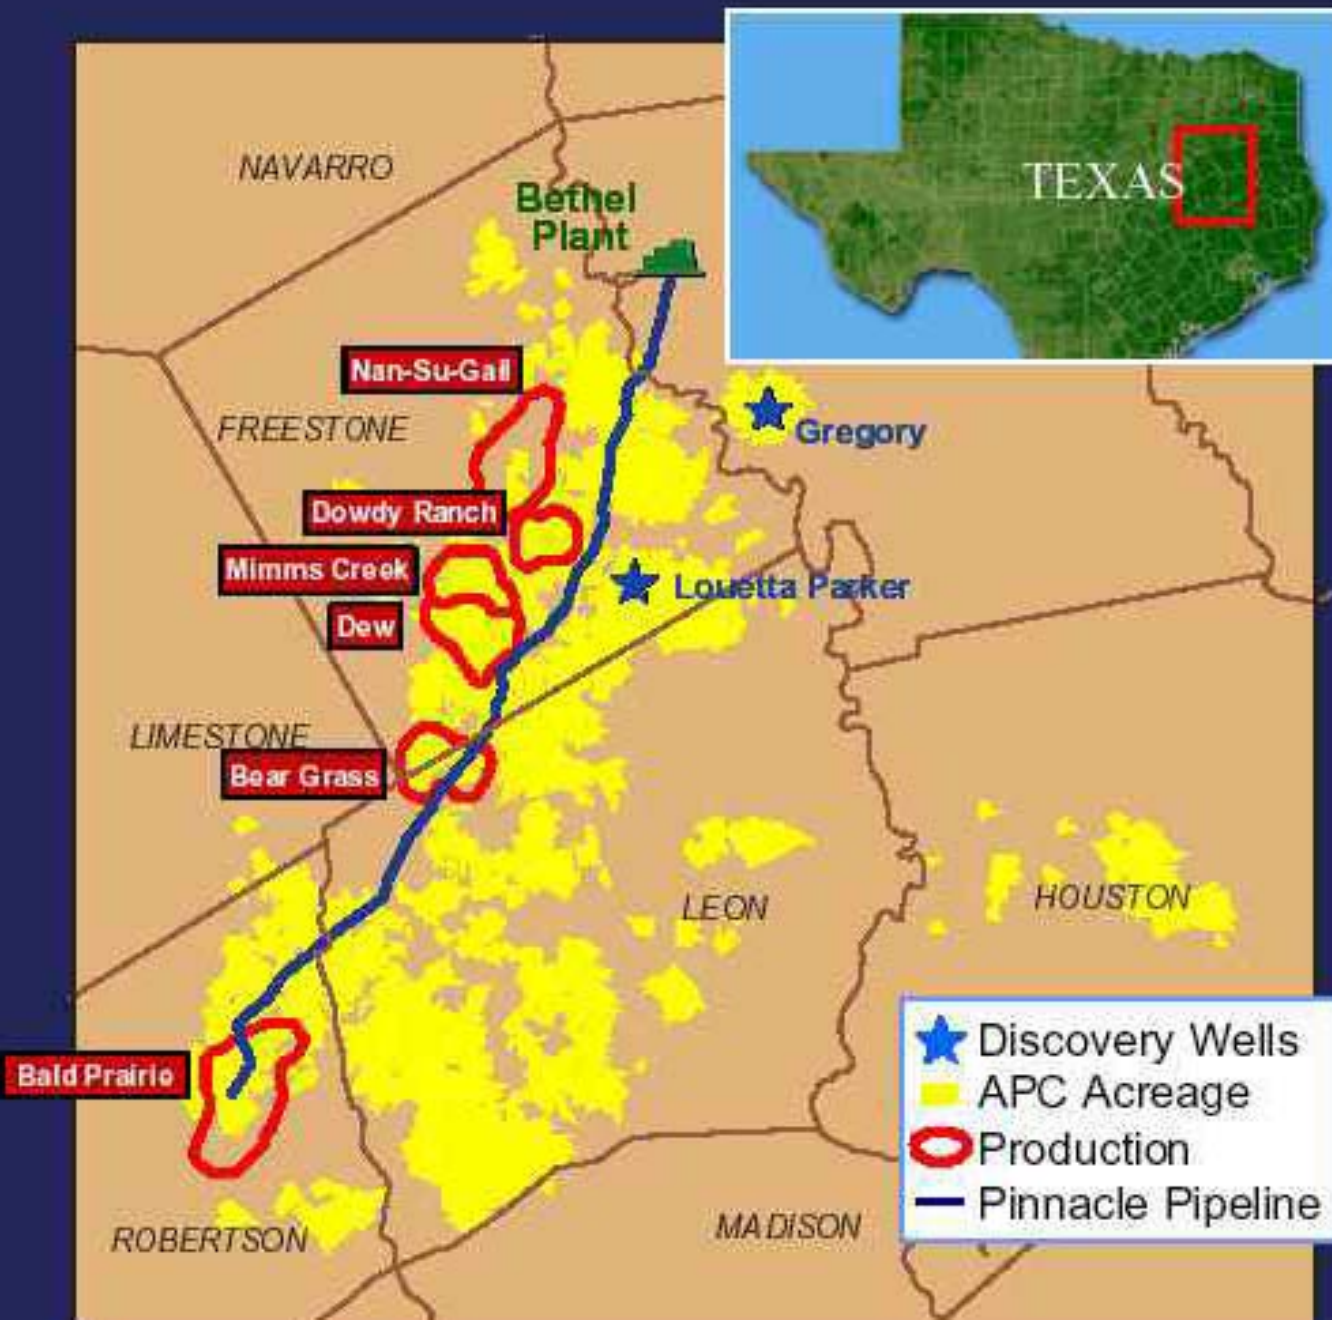 TEXAS
NAVARRO
Bethel
Plant
Nan-Su-Gail
FREESTONE
Gregory
Dowdy Ranch
Mimms Creek
Louetta Parker
Dew
LIMESTONE
Bear Grass
LEON
HOUSTON
Discovery Wells
APC Acreage
Bald Prairie
Production
Pinnacle Pipeline
ROBERTSON
MADISON